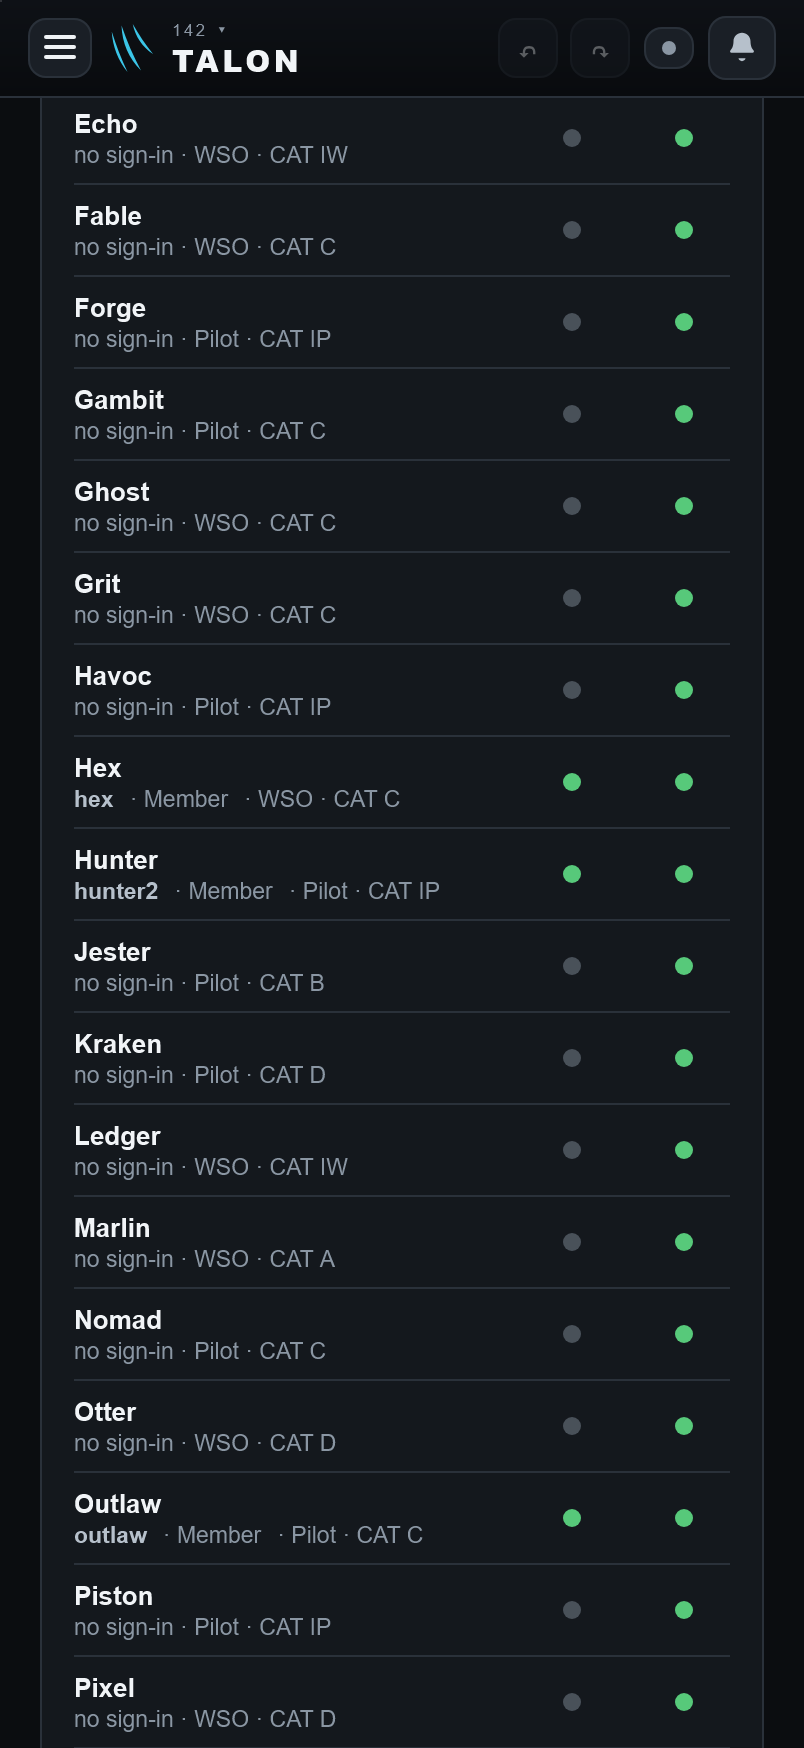 142 ▾
TALON
Echo
no sign-in · WSO · CAT IW
Fable
no sign-in · WSO · CAT C
Forge
no sign-in · Pilot · CAT IP
Gambit
no sign-in · Pilot · CAT C
Ghost
no sign-in · WSO · CAT C
Grit
no sign-in · WSO · CAT C
Havoc
no sign-in · Pilot · CAT IP
Hex
hex · Member · WSO · CAT C
Hunter
hunter2 · Member · Pilot · CAT IP
Jester
no sign-in · Pilot · CAT B
Kraken
no sign-in · Pilot · CAT D
Ledger
no sign-in · WSO · CAT IW
Marlin
no sign-in · WSO · CAT A
Nomad
no sign-in · Pilot · CAT C
Otter
no sign-in · WSO · CAT D
Outlaw
outlaw · Member · Pilot · CAT C
Piston
no sign-in · Pilot · CAT IP
Pixel
no sign-in · WSO · CAT D